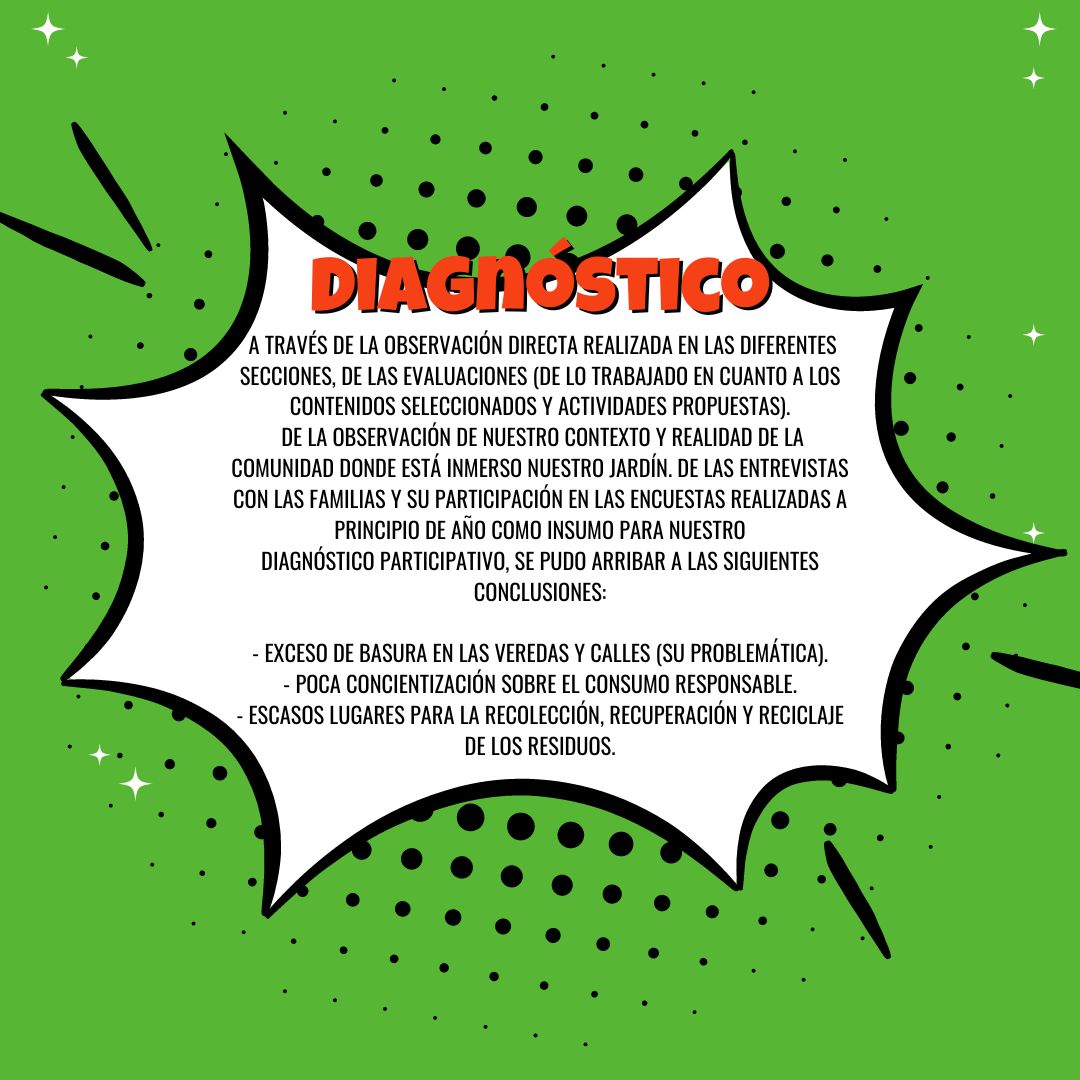 DIAGNÓSTICO
A TRAVÉS DE LA OBSERVACIÓN DIRECTA REALIZADA EN LAS DIFERENTES
SECCIONES, DE LAS EVALUACIONES (DE LO TRABAJADO EN CUANTO A LOS
CONTENIDOS SELECCIONADOS Y ACTIVIDADES PROPUESTAS).
DE LA OBSERVACIÓN DE NUESTRO CONTEXTO Y REALIDAD DE LA
COMUNIDAD DONDE ESTÁ INMERSO NUESTRO JARDÍN. DE LAS ENTREVISTAS
CON LAS FAMILIAS Y SU PARTICIPACIÓN EN LAS ENCUESTAS REALIZADAS A
PRINCIPIO DE AÑO COMO INSUMO PARA NUESTRO
DIAGNÓSTICO PARTICIPATIVO, SE PUDO ARRIBAR A LAS SIGUIENTES
CONCLUSIONES:
- EXCESO DE BASURA EN LAS VEREDAS Y CALLES (SU PROBLEMÁTICA).
- POCA CONCIENTIZACIÓN SOBRE EL CONSUMO RESPONSABLE.
- ESCASOS LUGARES PARA LA RECOLECCIÓN, RECUPERACIÓN Y RECICLAJE
DE LOS RESIDUOS.